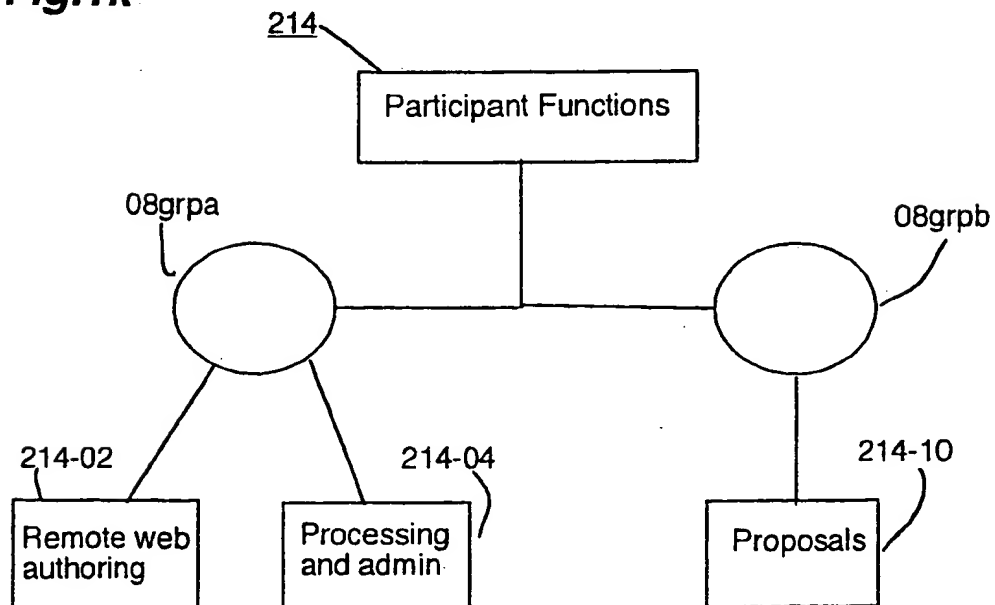 214
Participant Functions
08grpa
08grpb
214-02
214-04
214-10
Remote web
authoring
Processing
and admin
Proposals